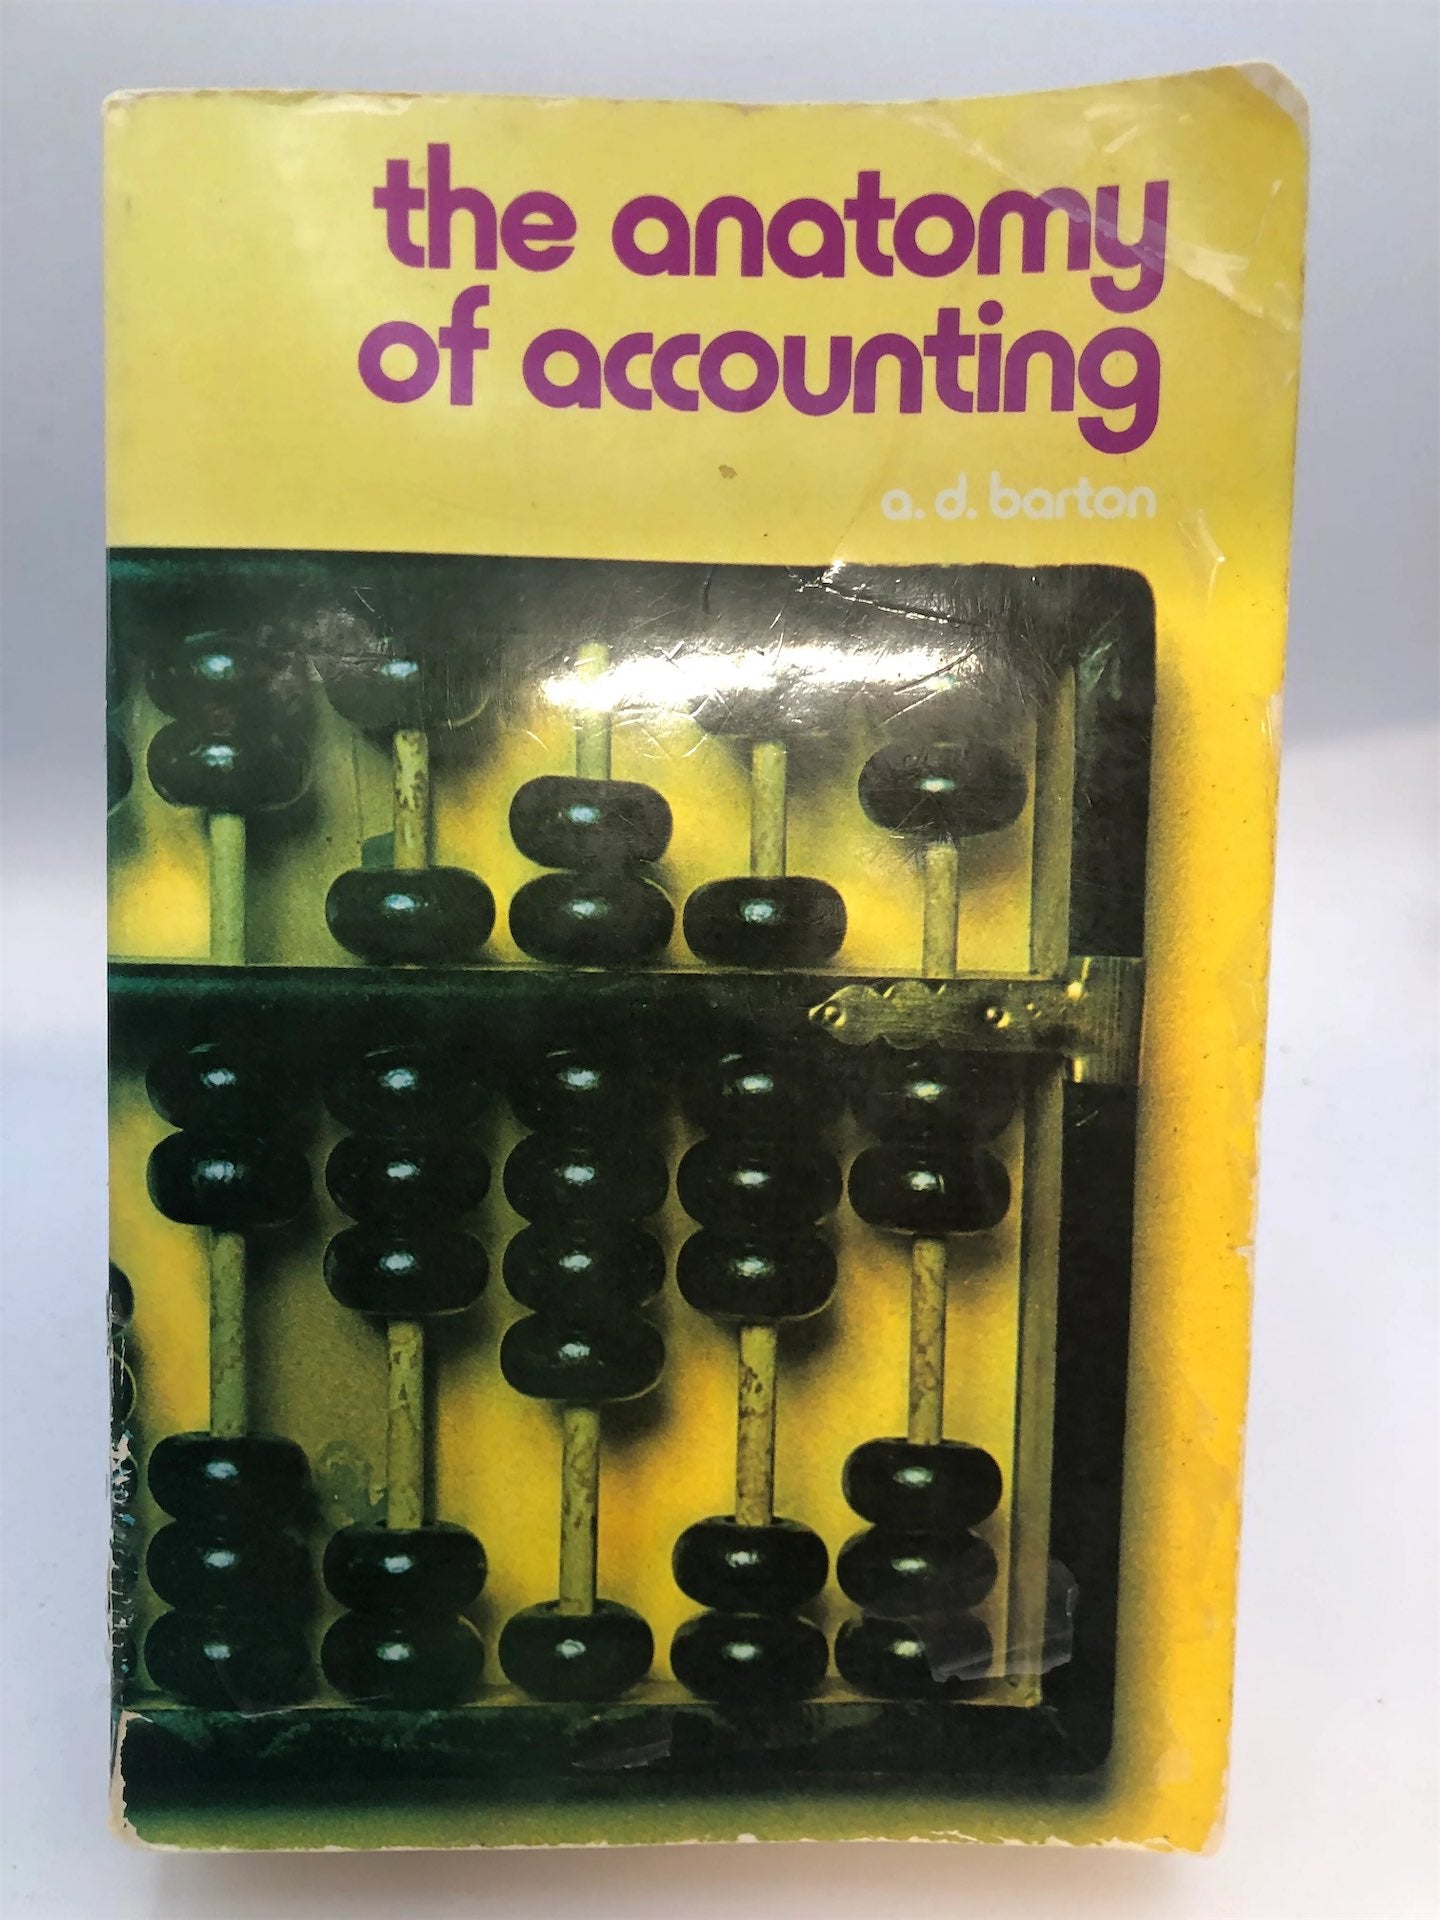 the anatomy
of accounting
a. d. barton